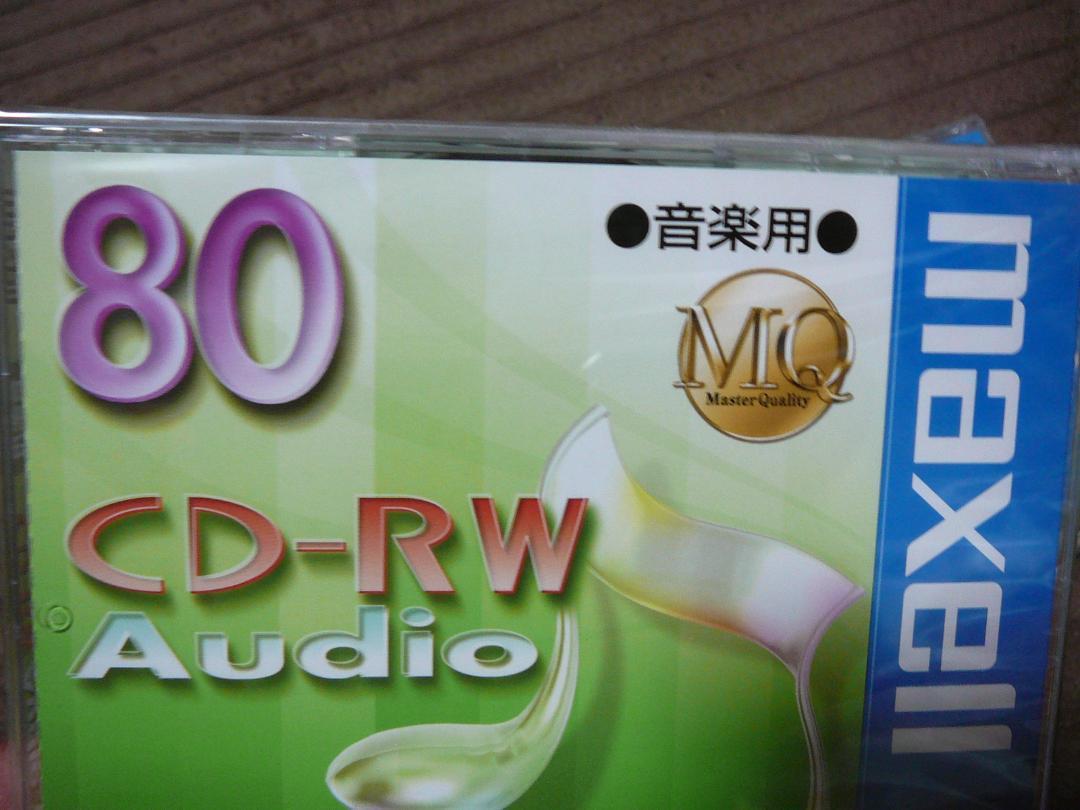 80
●音楽用●
MQ
Master Quality
CD-RW
Audio
maxell